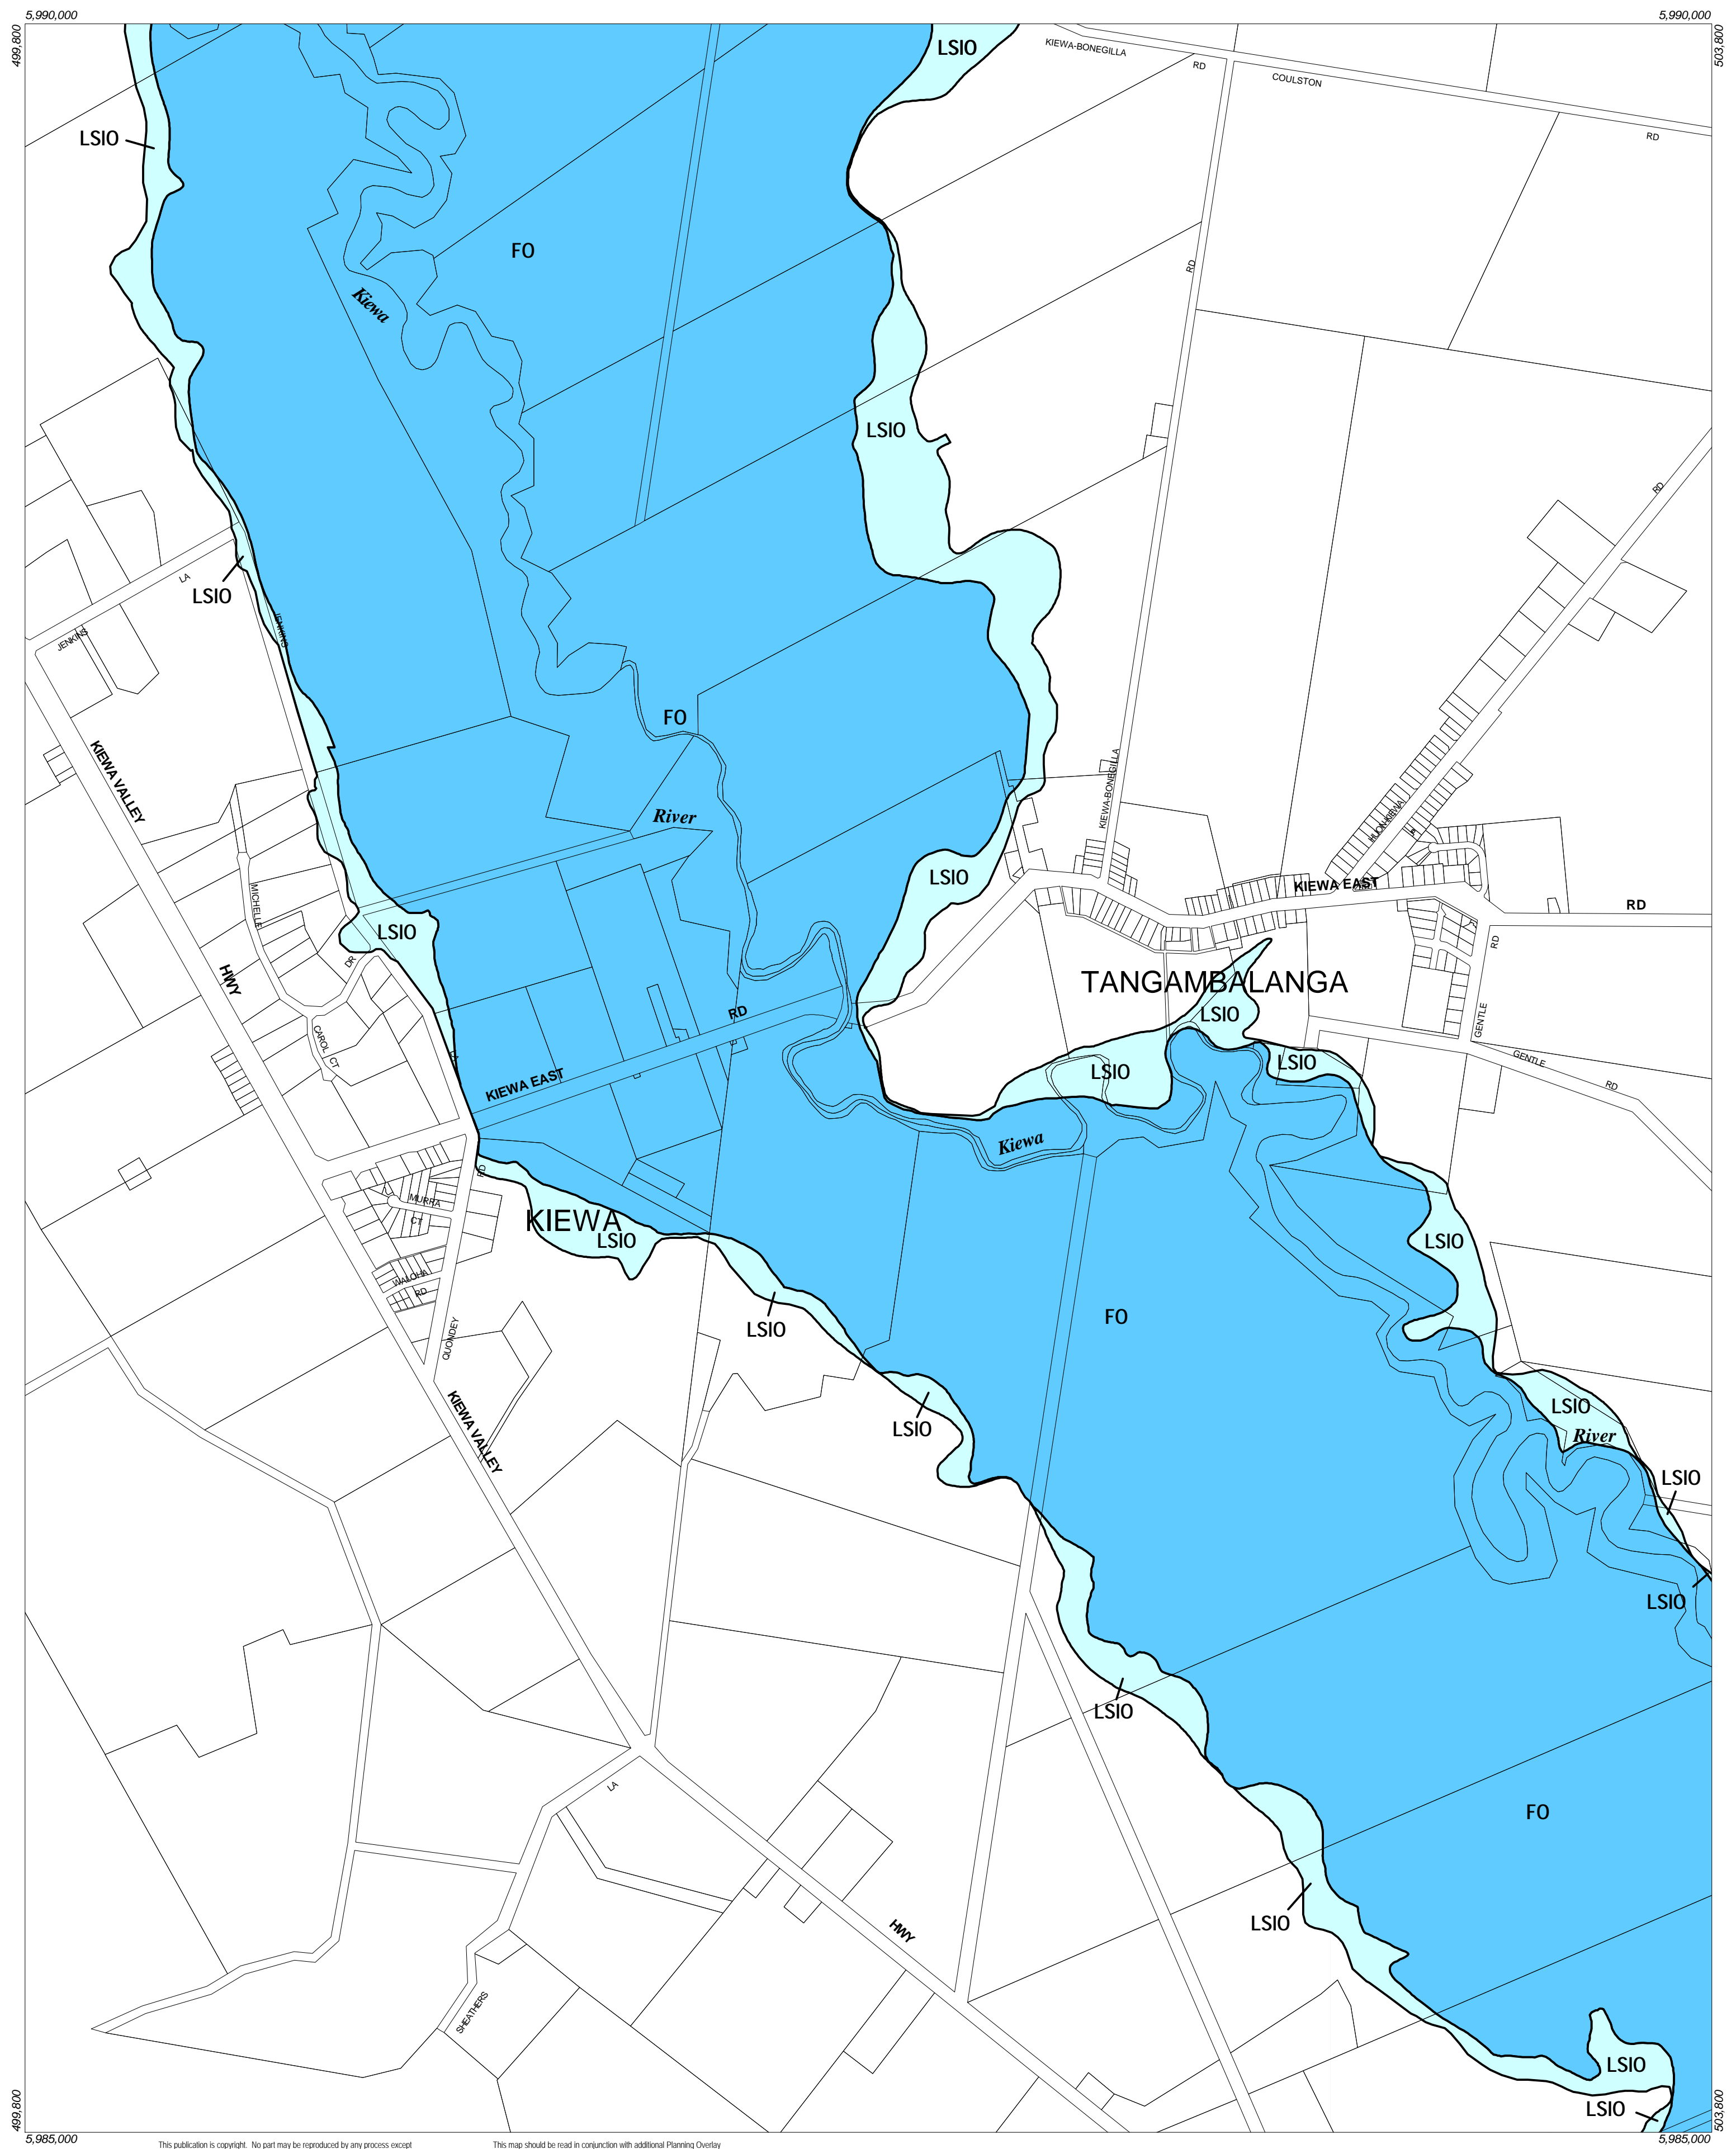 5,990,000
5,990,000
499,800
503,800
LSIO
KIEWA-BONEGILLA
RD
COULSTON
RD
LSIO
FO
RD
Kiewa
LSIO
RD
LSIO
LA
JENKINS
JENKINS
FO
KIEWA VALLEY
KIEWA-BONEGILLA
River
HUON-KIEWA
LSIO
KIEWA EAST
RD
MICHELLE
LSIO
RD
DR
HWY
TANGAMBALANGA
RD
LSIO
GENTLE
CAROL CT
CT
LSIO
LSIO
GENTLE
RD
KIEWA EAST
Kiewa
RD
MURRA
CT
KIEWA
LSIO
LSIO
WALOHA
RD
LSIO
FO
QUONDEY
KIEWA VALLEY
LSIO
LSIO
River
LSIO
LSIO
LSIO
LA
FO
HWY
LSIO
SHEATHERS
LSIO
LSIO
499,800
503,800
5,985,000
5,985,000
This publication is copyright. No part may be reproduced by any process except
This map should be read in conjunction with additional Planning Overlay